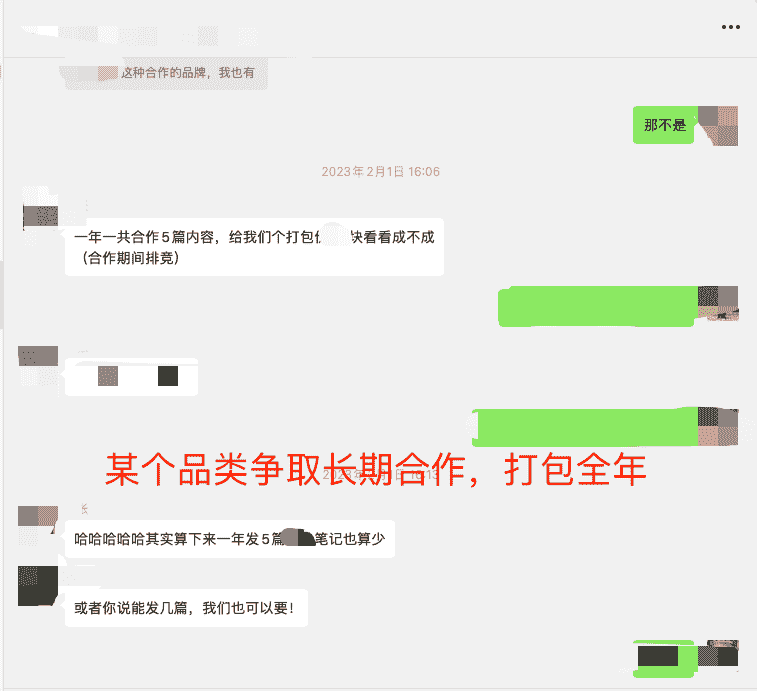 这种合作的品牌，我也有
那不是
2023年2月1日 16:06
一年一共合作5篇内容，给我们个打包 块看看成不成
（合作期间排竞）
某个品类争取长期合作，打包全年
哈哈哈哈哈其实算下来一年发5篇 笔记也算少
或者你说能发几篇，我们也可以要！